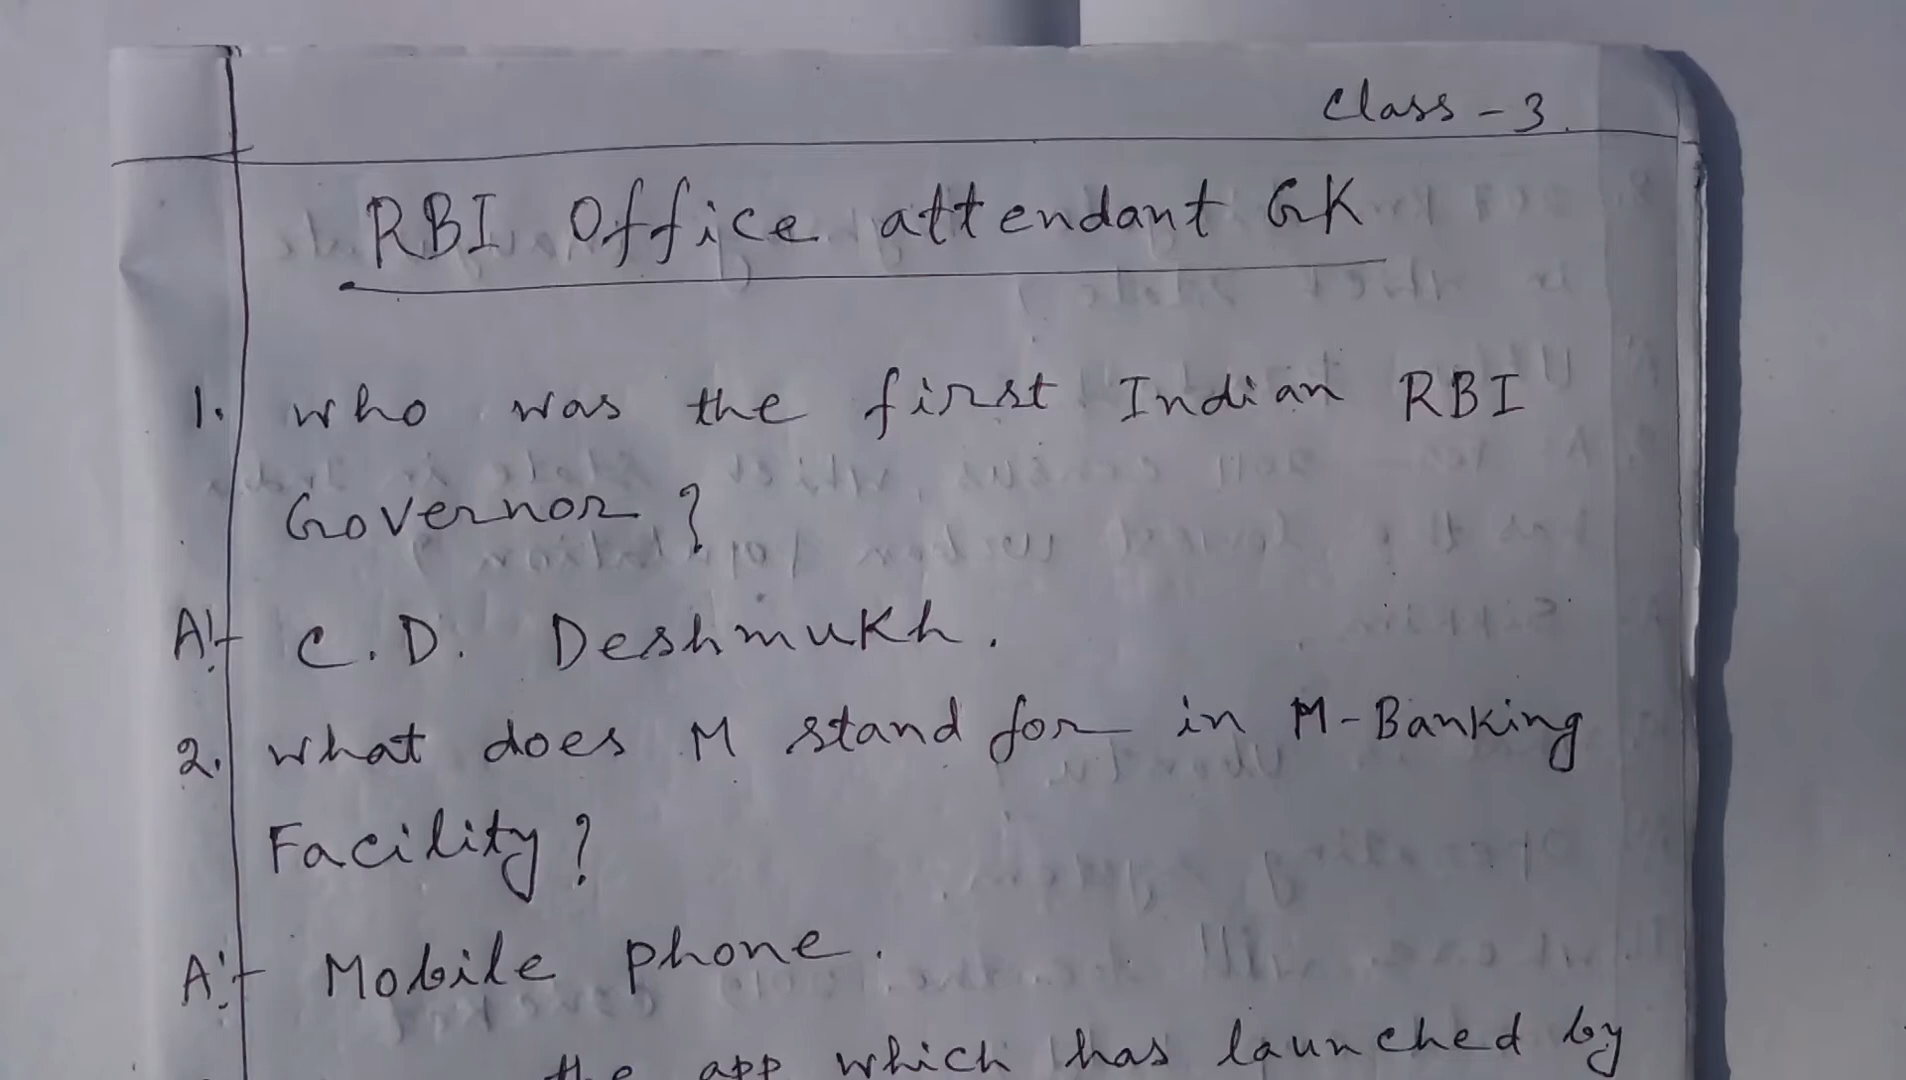 Class - 3.
RBI Office attendant GK
1. who was the first Indian RBI
Governor?
A:- C.D. Deshmukh.
2. what does M stand for in M-Banking
Facility?
A:- Mobile phone.
the app which has launched by